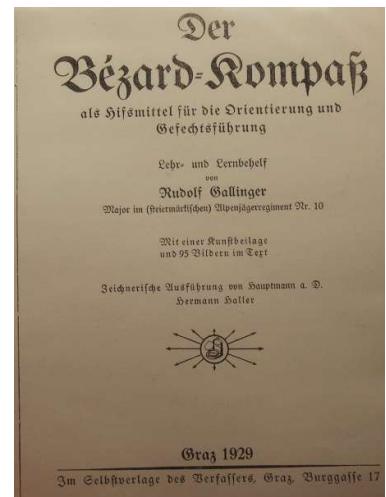 Der
Bézard-Kompaß
als Hifsmittel für die Orientierung und
Gefechtsführung
Lehr- und Lernbehelf
von
Rudolf Gallinger
Major im (steiermärkischen) Alpenjägerregiment Nr. 10
Mit einer Kunstbeilage
und 95 Bildern im Text
Zeichnerische Ausführung von Hauptmann a. D.
Hermann Haller
Graz 1929
Im Selbstverlage des Verfassers, Graz, Burggasse 17